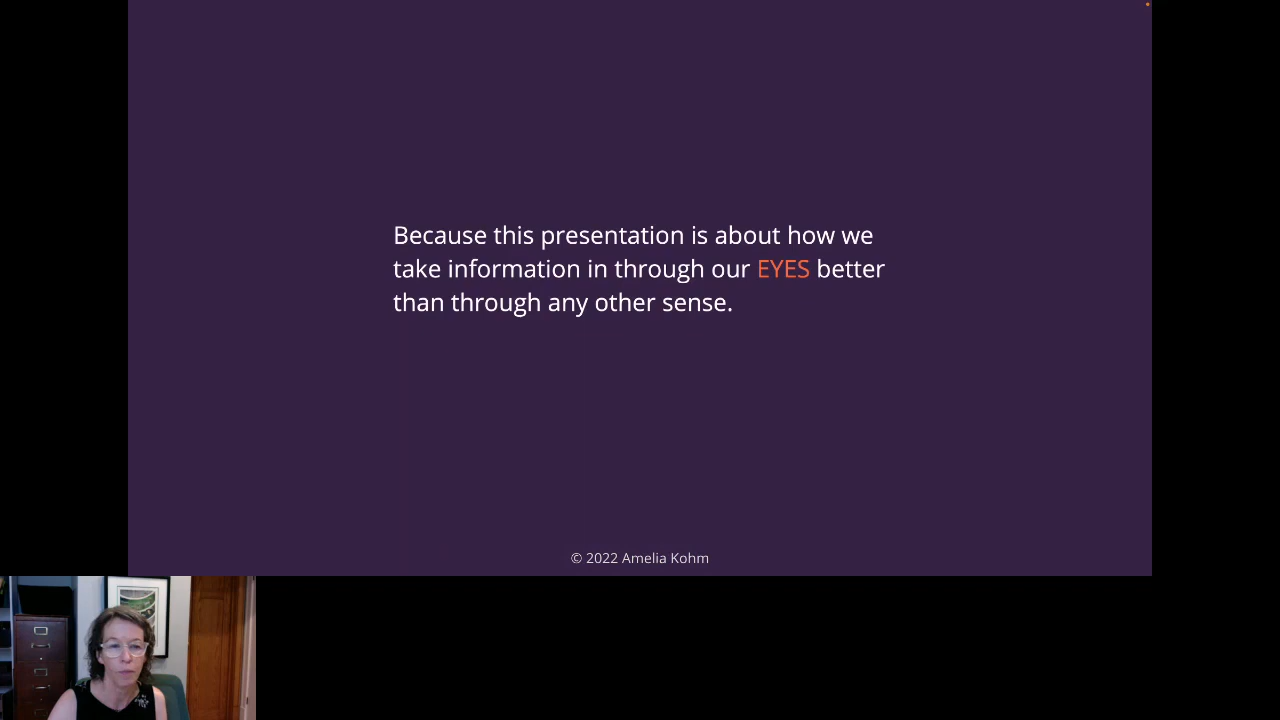 Because this presentation is about how we
take information in through our EYES better
than through any other sense.
© 2022 Amelia Kohm